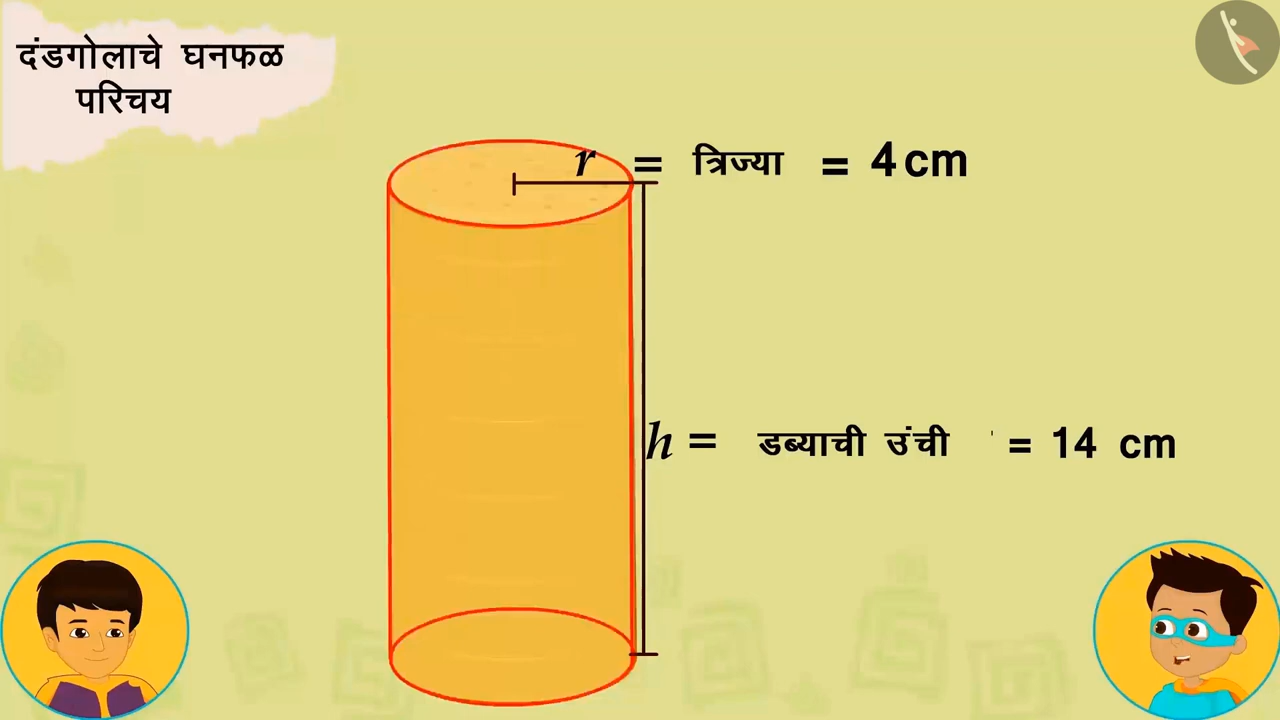 दंडगोलाचे घनफळ
परिचय
r = त्रिज्या = 4 cm
h = डब्याची उंची = 14 cm